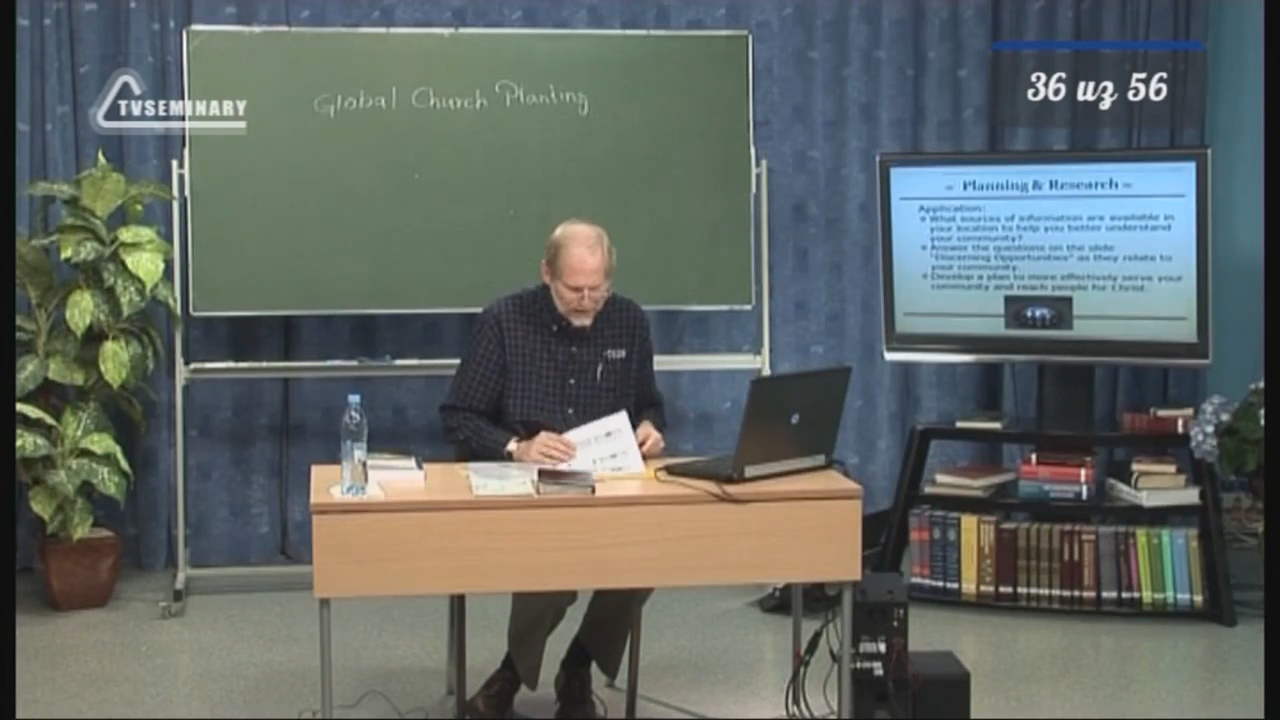 TVSEMINARY
Global Church Planting
36 из 56
Planning & Research
Application:
What sources of information are available in
your location to help you better understand
your community?
Answer the questions on the slide
"Discerning Opportunities" as they relate to
your community.
Develop a plan to more effectively serve your
community and reach people for Christ.